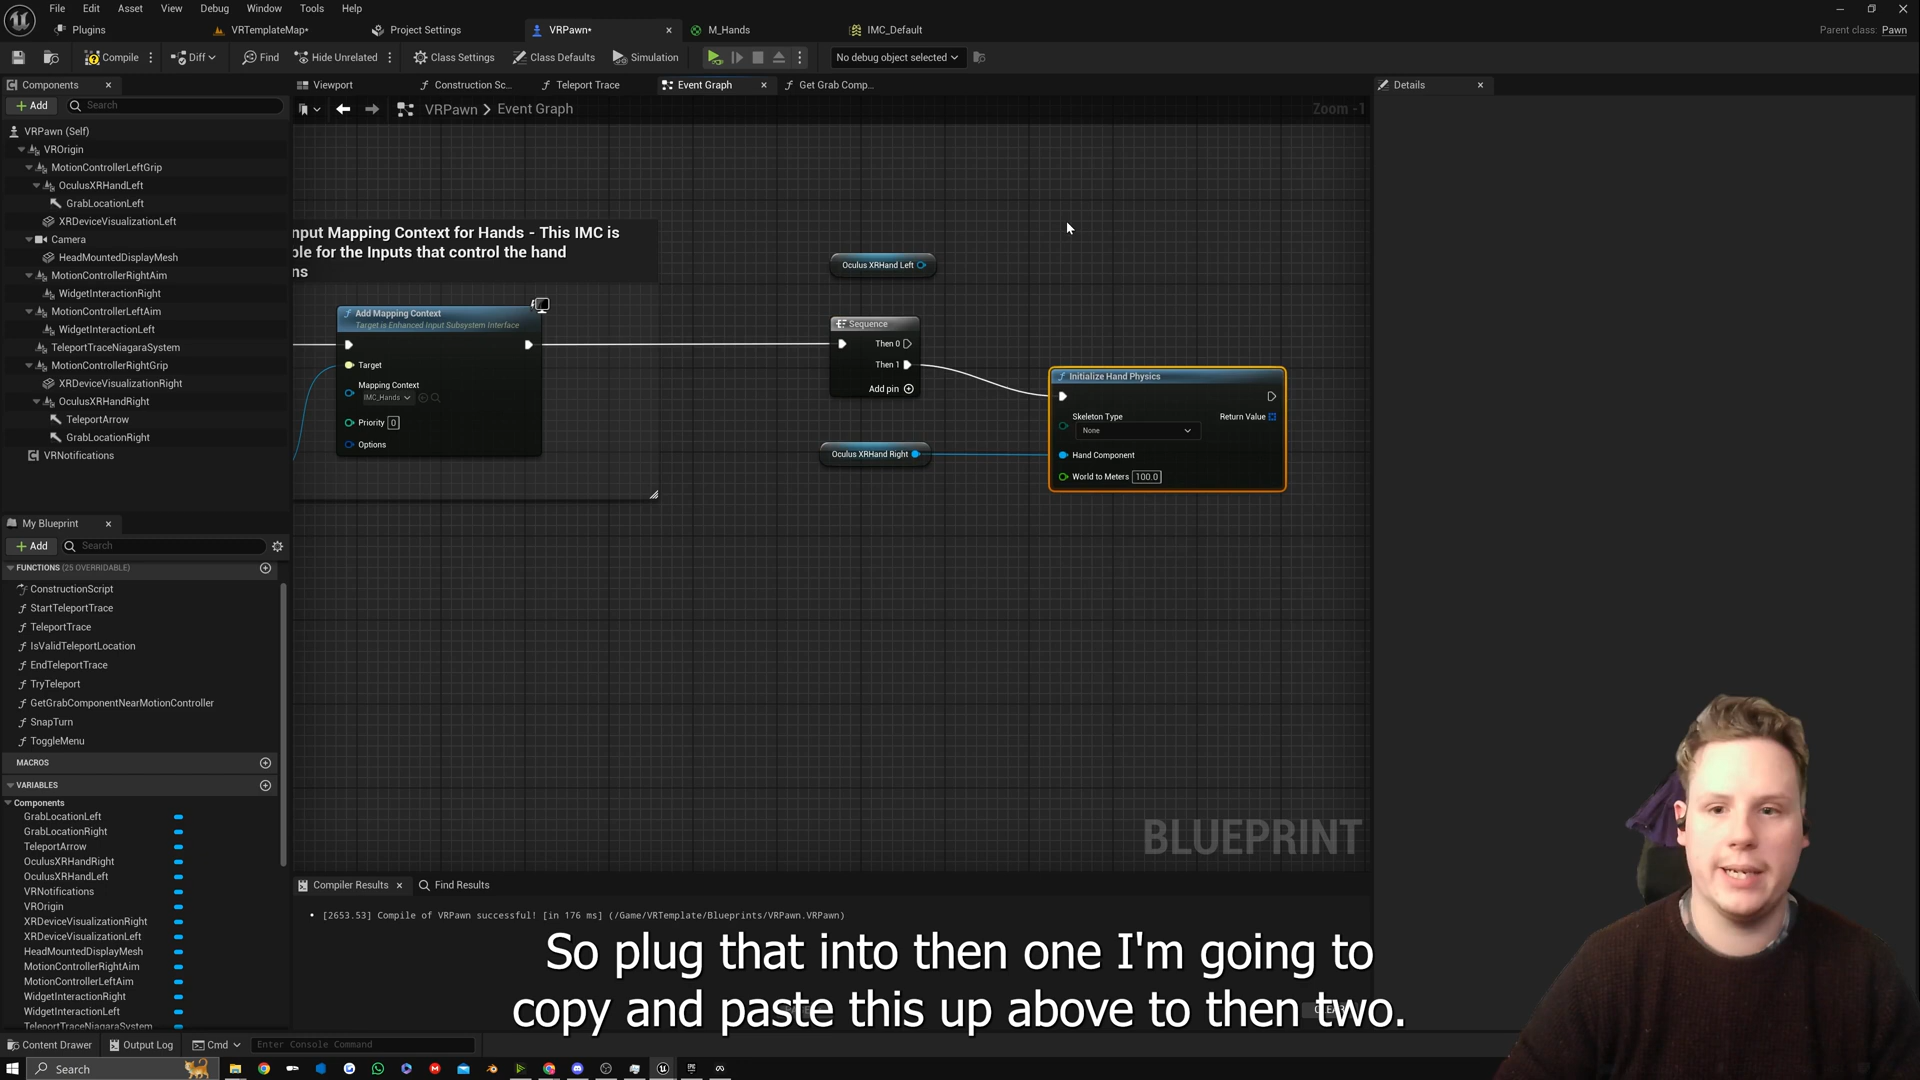 File Edit Asset View Debug Window Tools Help
Plugins VRTemplateMap* Project Settings VRPawn* M_Hands IMC_Default Parent class: Pawn
Compile Diff Find Hide Unrelated Class Settings Class Defaults Simulation No debug object selected
Components Viewport Construction Sc... Teleport Trace Event Graph Get Grab Comp... Details
Add Search VRPawn Event Graph Zoom -1
VRPawn (Self)
VROrigin
MotionControllerLeftGrip
OculusXRHandLeft
GrabLocationLeft
XRDeviceVisualizationLeft
Camera
HeadMountedDisplayMesh
MotionControllerRightAim
WidgetInteractionRight
MotionControllerLeftAim
WidgetInteractionLeft
TeleportTraceNiagaraSystem
MotionControllerRightGrip
XRDeviceVisualizationRight
OculusXRHandRight
TeleportArrow
GrabLocationRight
VRNotifications
nput Mapping Context for Hands - This IMC is
ble for the Inputs that control the hand
ns
Add Mapping Context
Target is Enhanced Input Subsystem Interface
Target
Mapping Context
IMC_Hands
Priority 0
Options
Oculus XRHand Left
Sequence
Then 0
Then 1
Add pin
Oculus XRHand Right
Initialize Hand Physics
Skeleton Type Return Value
None
Hand Component
World to Meters 100.0
BLUEPRINT
My Blueprint
Add Search
FUNCTIONS (25 OVERRIDABLE)
ConstructionScript
StartTeleportTrace
TeleportTrace
IsValidTeleportLocation
EndTeleportTrace
TryTeleport
GetGrabComponentNearMotionController
SnapTurn
ToggleMenu
MACROS
VARIABLES
Components
GrabLocationLeft
GrabLocationRight
TeleportArrow
OculusXRHandRight
OculusXRHandLeft
VRNotifications
VROrigin
XRDeviceVisualizationRight
XRDeviceVisualizationLeft
HeadMountedDisplayMesh
MotionControllerRightAim
MotionControllerLeftAim
WidgetInteractionRight
WidgetInteractionLeft
TeleportTraceNiagaraSystem
Compiler Results Find Results
[2653.53] Compile of VRPawn successful! [in 176 ms] (/Game/VRTemplate/Blueprints/VRPawn.VRPawn)
So plug that into then one I'm going to
copy and paste this up above to then two.
Content Drawer Output Log Cmd Enter Console Command
Search